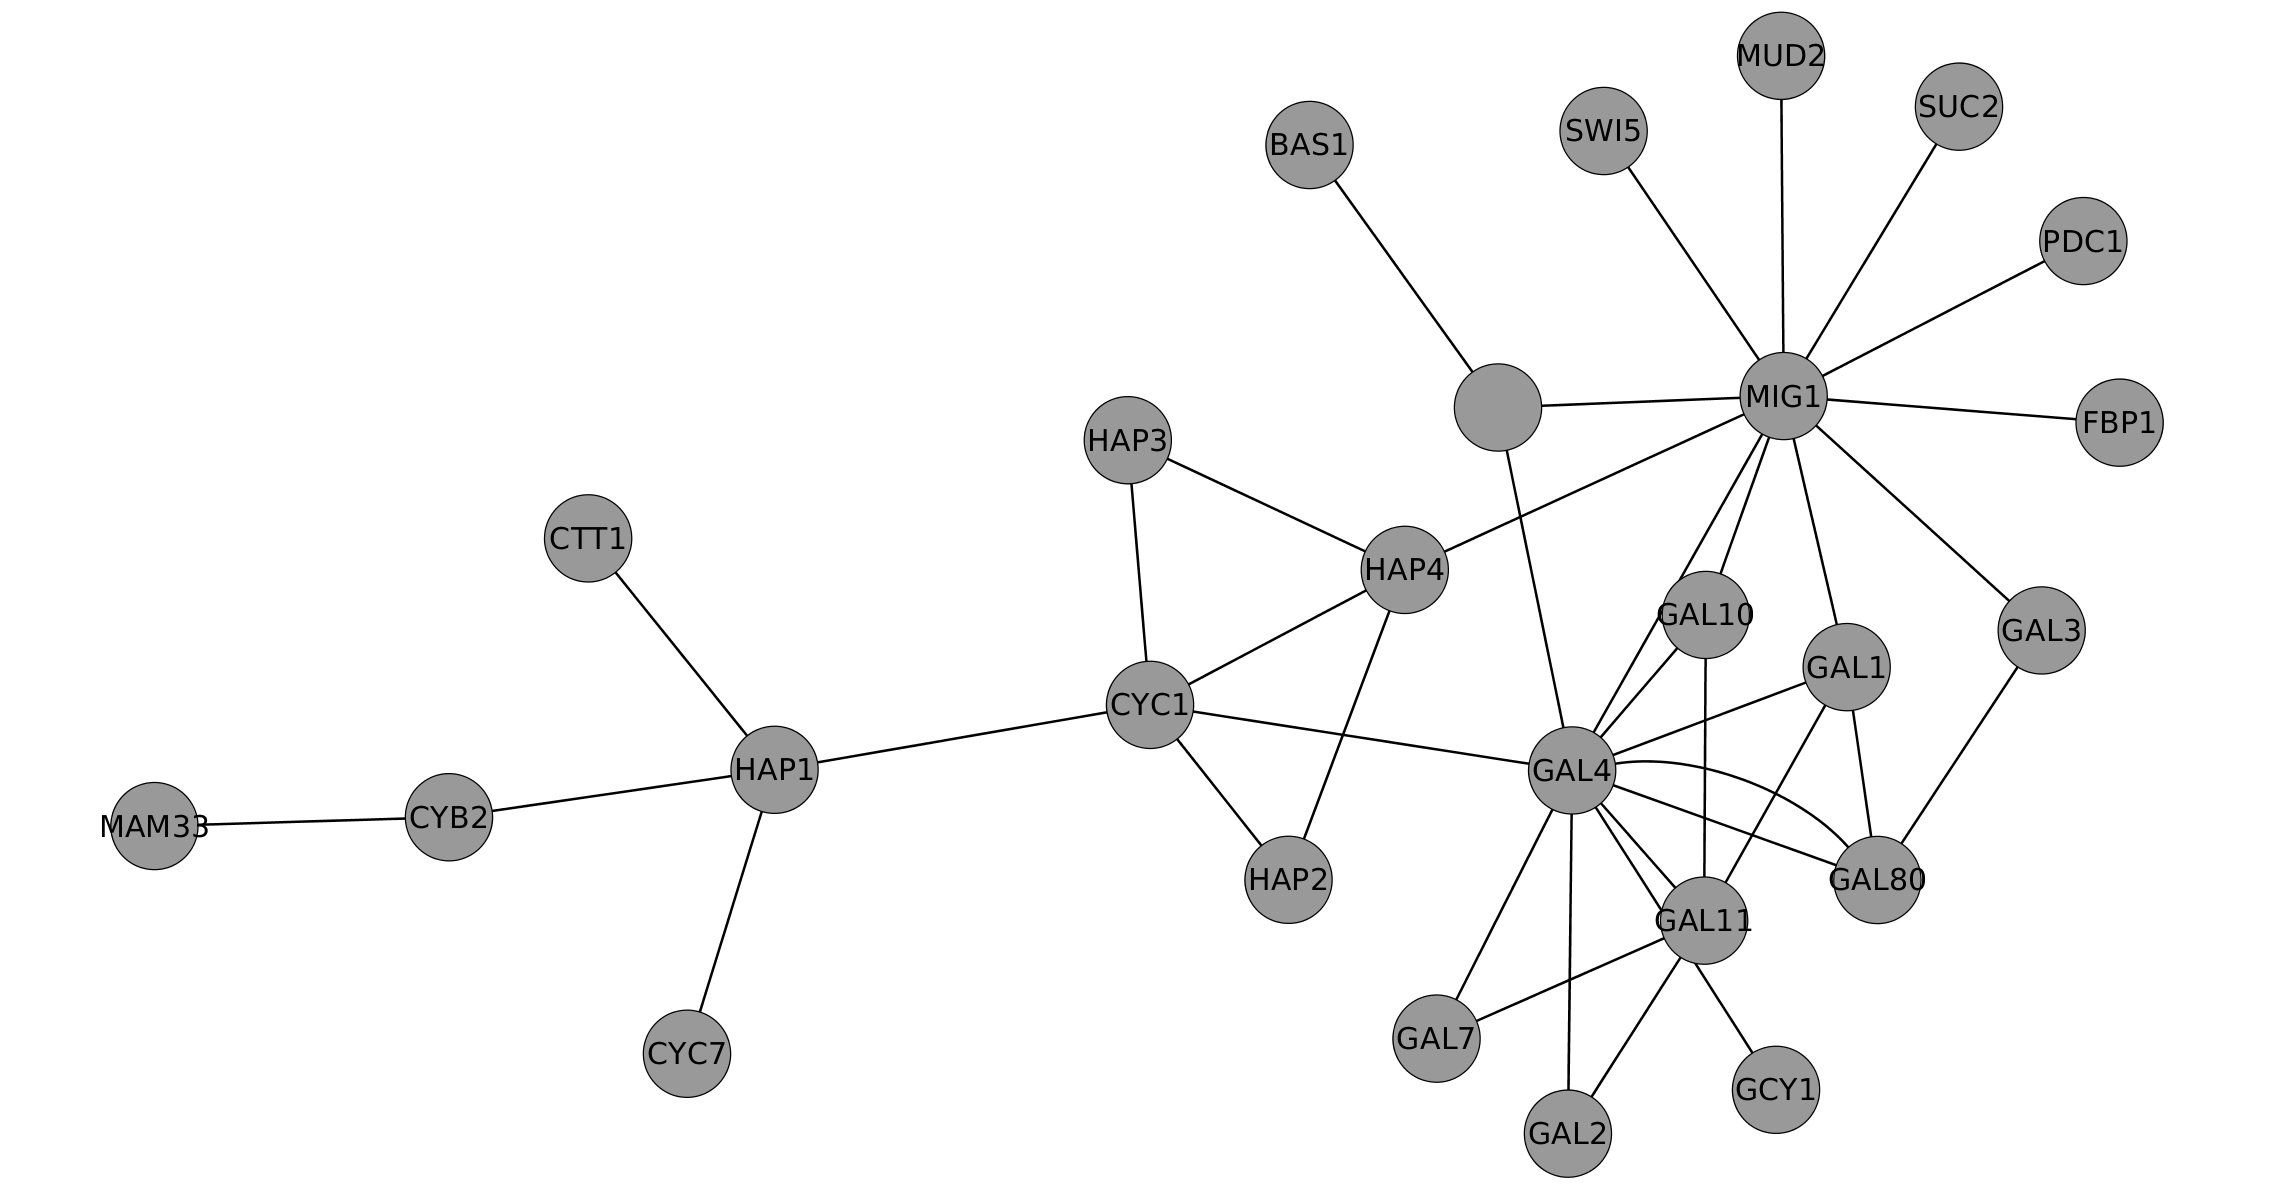 MUD2
SUC2
SWI5
BAS1
PDC1
MIG1
FBP1
HAP3
CTT1
HAP4
GAL10
GAL3
GAL1
CYC1
HAP1
GAL4
CYB2
MAM33
HAP2
GAL80
GAL11
GAL7
CYC7
GCY1
GAL2